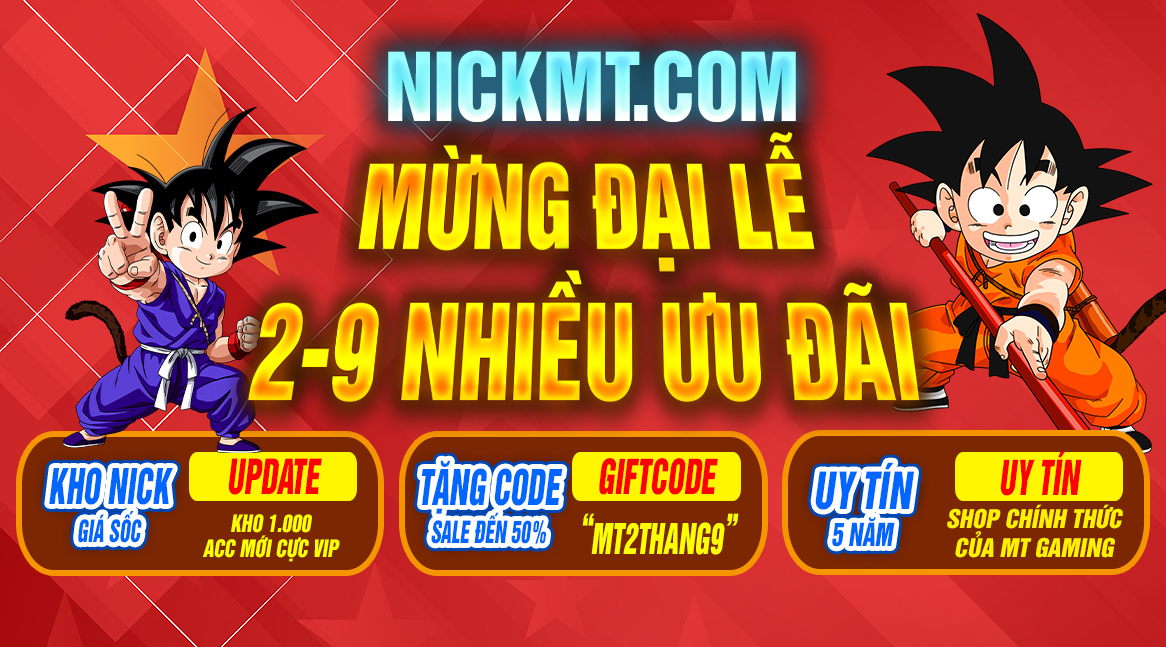 NICKMT.COM
MỪNG ĐẠI LỄ
2-9 NHIỀU ƯU ĐÃI
KHO NICK
GIÁ SỐC
UPDATE
KHO 1.000
ACC MỚI CỰC VIP
TẶNG CODE
SALE ĐẾN 50%
GIFTCODE
“MT2THANG9”
UY TÍN
5 NĂM
UY TÍN
SHOP CHÍNH THỨC
CỦA MT GAMING